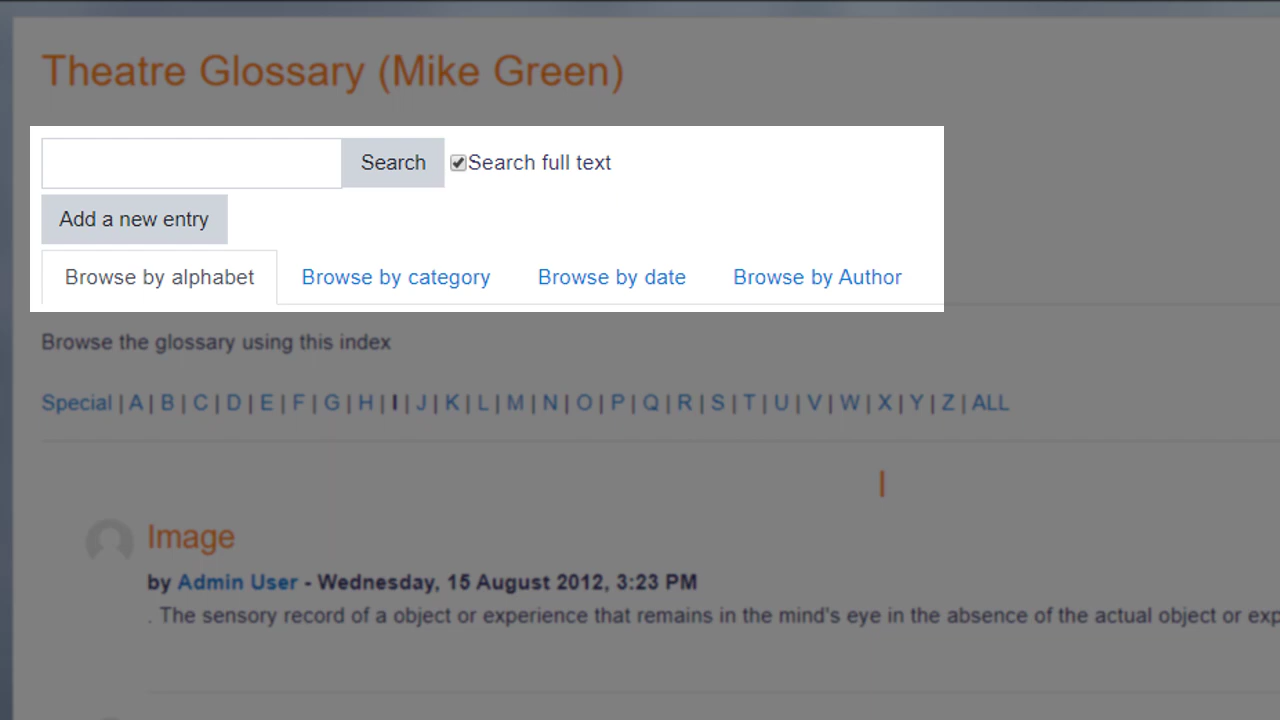 Theatre Glossary (Mike Green)
Search Search full text
Add a new entry
Browse by alphabet Browse by category Browse by date Browse by Author
Browse the glossary using this index
Special | A | B | C | D | E | F | G | H | I | J | K | L | M | N | O | P | Q | R | S | T | U | V | W | X | Y | Z | ALL
I
Image
by Admin User - Wednesday, 15 August 2012, 3:23 PM
. The sensory record of a object or experience that remains in the mind's eye in the absence of the actual object or exp